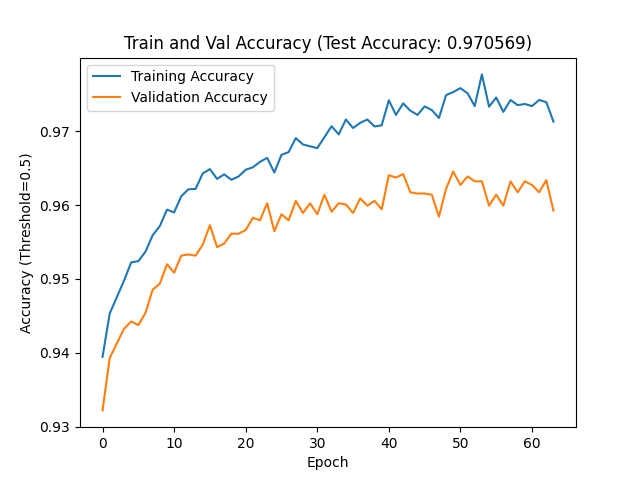 Train and Val Accuracy (Test Accuracy: 0.970569)
Training Accuracy
Validation Accuracy
Accuracy (Threshold=0.5)
0.97
0.96
0.95
0.94
0.93
0 10 20 30 40 50 60
Epoch